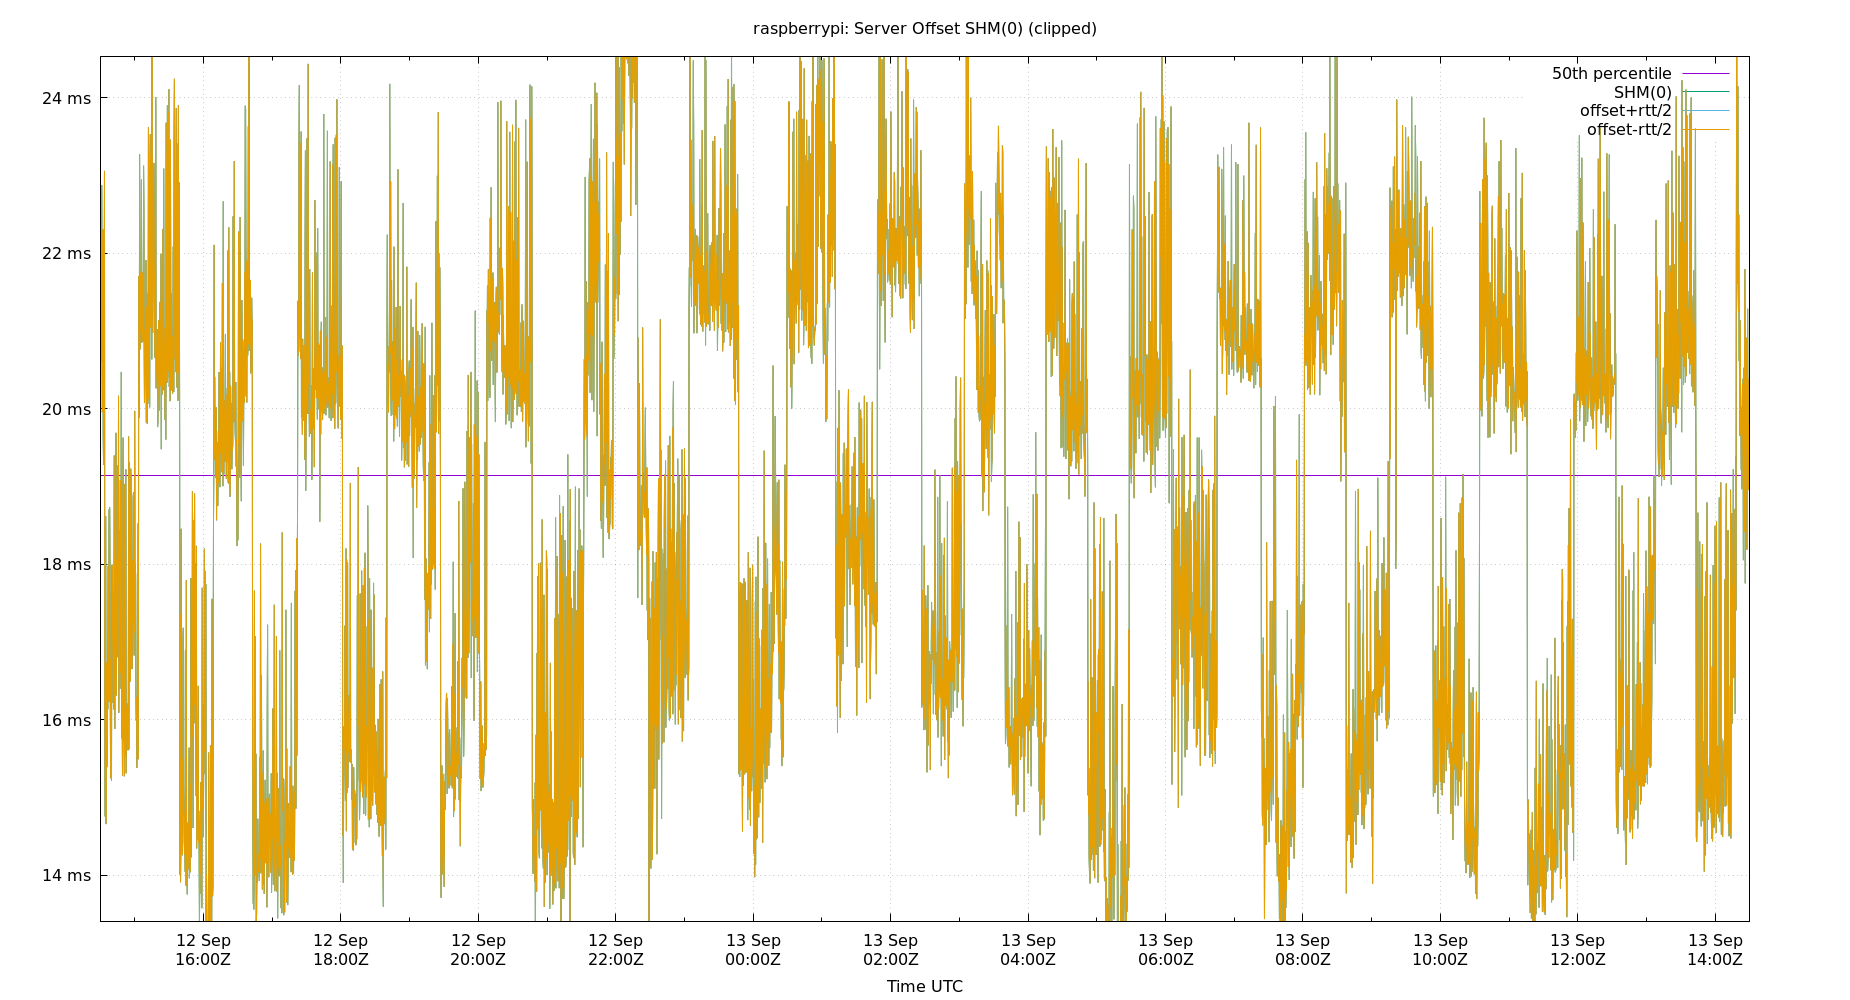 raspberrypi: Server Offset SHM(0) (clipped)
50th percentile
SHM(0)
offset+rtt/2
offset-rtt/2
24 ms
22 ms
20 ms
18 ms
16 ms
14 ms
12 Sep 12 Sep 12 Sep 12 Sep 13 Sep 13 Sep 13 Sep 13 Sep 13 Sep 13 Sep 13 Sep 13 Sep
16:00Z 18:00Z 20:00Z 22:00Z 00:00Z 02:00Z 04:00Z 06:00Z 08:00Z 10:00Z 12:00Z 14:00Z
Time UTC